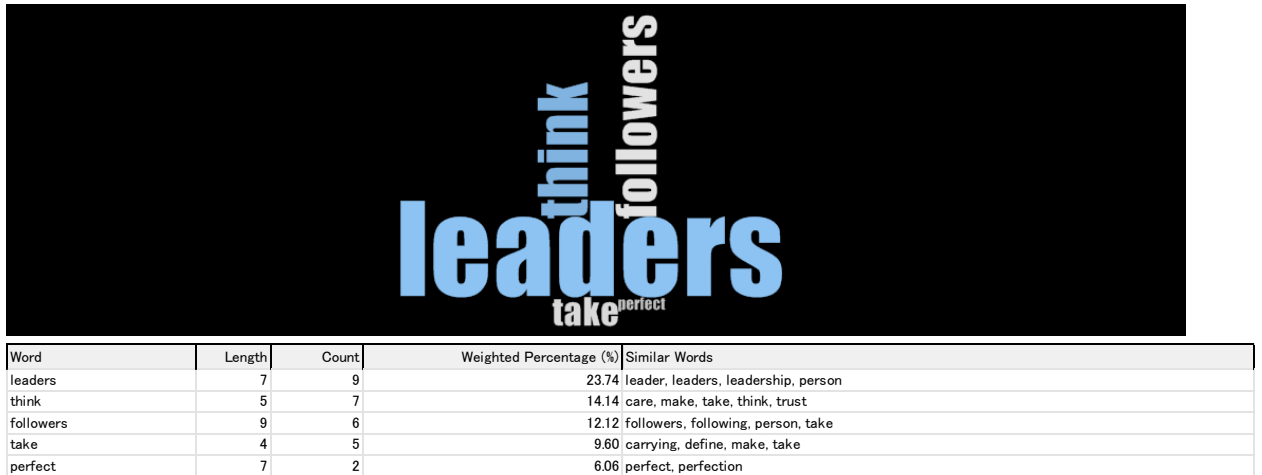 followers
think
leaders
take perfect
Word Length Count Weighted Percentage (%) Similar Words
leaders 7 9 23.74 leader, leaders, leadership, person
think 5 7 14.14 care, make, take, think, trust
followers 9 6 12.12 followers, following, person, take
take 4 5 9.60 carrying, define, make, take
perfect 7 2 6.06 perfect, perfection